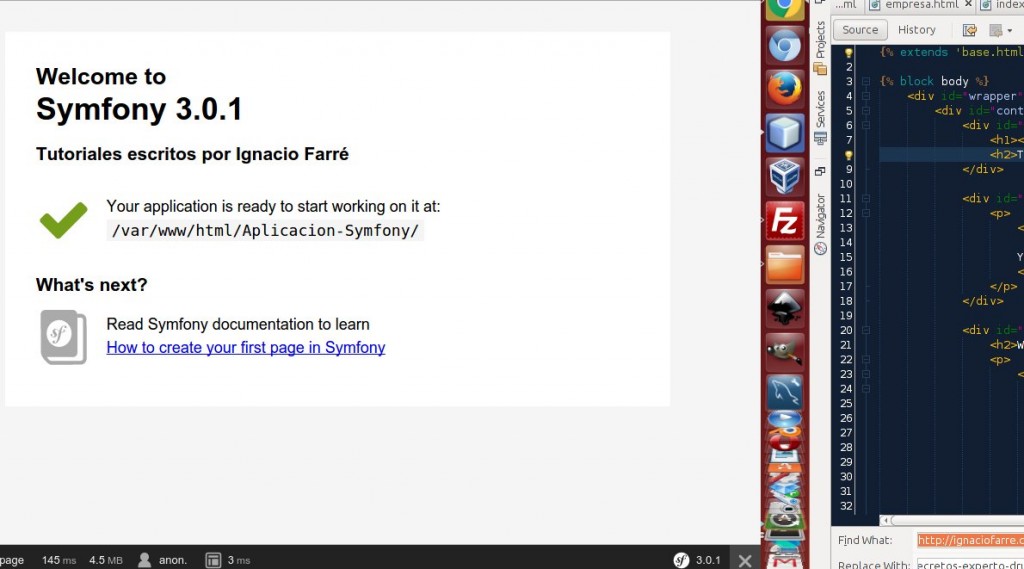 Welcome to
Symfony 3.0.1
Tutoriales escritos por Ignacio Farré
Your application is ready to start working on it at:
/var/www/html/Aplicacion-Symfony/
What's next?
sf
Read Symfony documentation to learn
How to create your first page in Symfony
page 145 ms 4.5 MB anon. 3 ms sf 3.0.1
Fz
Projects
Services
Navigator
...ml empresa.html index
Source History
{% extends 'base.html
2
3 {% block body %}
4 <div id="wrapper"
5 <div id="cont
6 <div id="
7 <h1><
<h2>T
9 </div>
10
11 <div id="
12 <p>
13 <
14
15 Y
16 <
17 </p>
18 </div>
19
20 <div id="
21 <h2>W
22 <p>
23 <
24
25
26
27
28
29
30
31
32
Find What: http://ignaciofarre.c
Replace With: ecretos-experto-dru